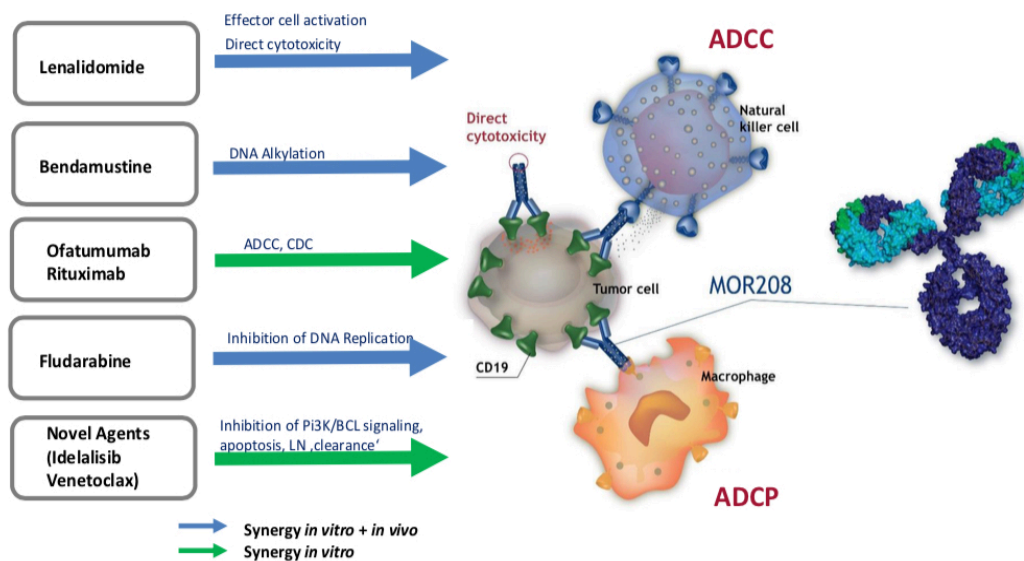 Lenalidomide
Effector cell activation
Direct cytotoxicity
Bendamustine
DNA Alkylation
Ofatumumab
Rituximab
ADCC, CDC
Fludarabine
Inhibition of DNA Replication
Novel Agents
(Idelalisib
Venetoclax)
Inhibition of Pi3K/BCL signaling,
apoptosis, LN ‚clearance‘
Synergy in vitro + in vivo
Synergy in vitro
ADCC
Natural
killer cell
Direct
cytotoxicity
Tumor cell
MOR208
CD19
Macrophage
ADCP